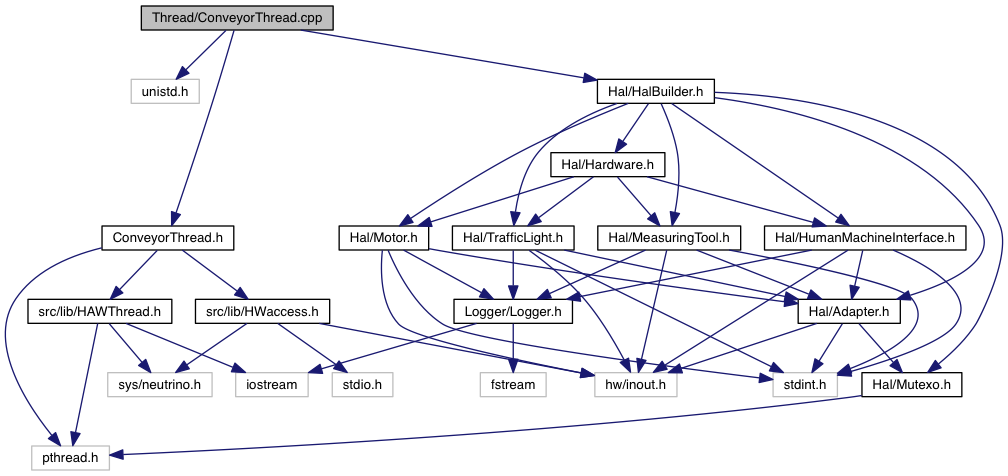 Thread/ConveyorThread.cpp
unistd.h
Hal/HalBuilder.h
Hal/Hardware.h
ConveyorThread.h
Hal/Motor.h
Hal/TrafficLight.h
Hal/MeasuringTool.h
Hal/HumanMachineInterface.h
src/lib/HAWThread.h
src/lib/HWaccess.h
Logger/Logger.h
Hal/Adapter.h
sys/neutrino.h
iostream
stdio.h
fstream
hw/inout.h
stdint.h
Hal/Mutexo.h
pthread.h